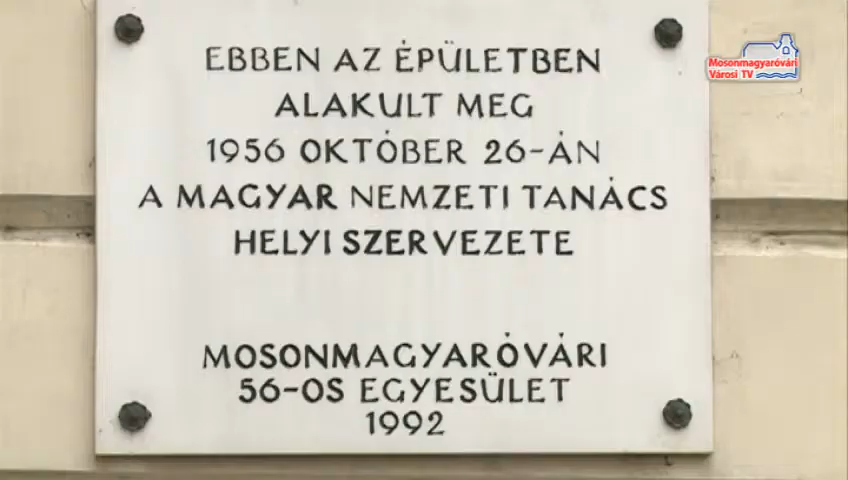 EBBEN AZ ÉPÜLETBEN
ALAKULT MEG
1956 OKTÓBER 26-ÁN
A MAGYAR NEMZETI TANÁCS
HELYI SZERVEZETE
MOSONMAGYARÓVÁRI
56-OS EGYESÜLET
1992
Mosonmagyaróvári
Városi TV